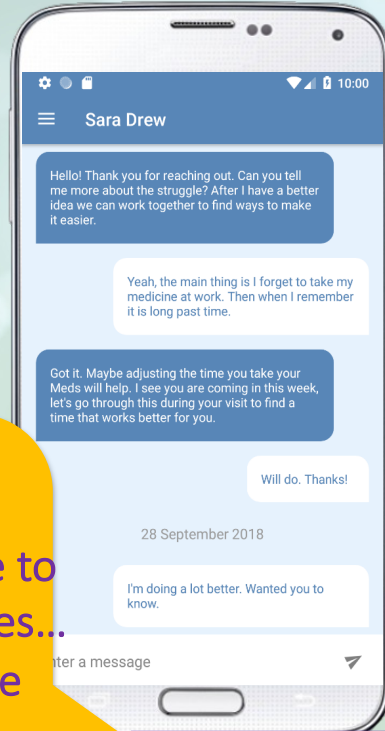 10:00
Sara Drew
Hello! Thank you for reaching out. Can you tell
me more about the struggle? After I have a better
idea we can work together to find ways to make
it easier.
Yeah, the main thing is I forget to take my
medicine at work. Then when I remember
it is long past time.
Got it. Maybe adjusting the time you take your
Meds will help. I see you are coming in this week,
let's go through this during your visit to find a
time that works better for you.
Will do. Thanks!
28 September 2018
I'm doing a lot better. Wanted you to
know.
to
a message